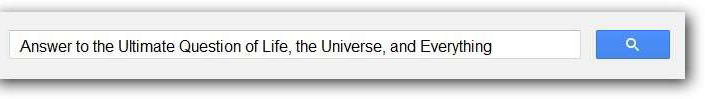 Answer to the Ultimate Question of Life, the Universe, and Everything